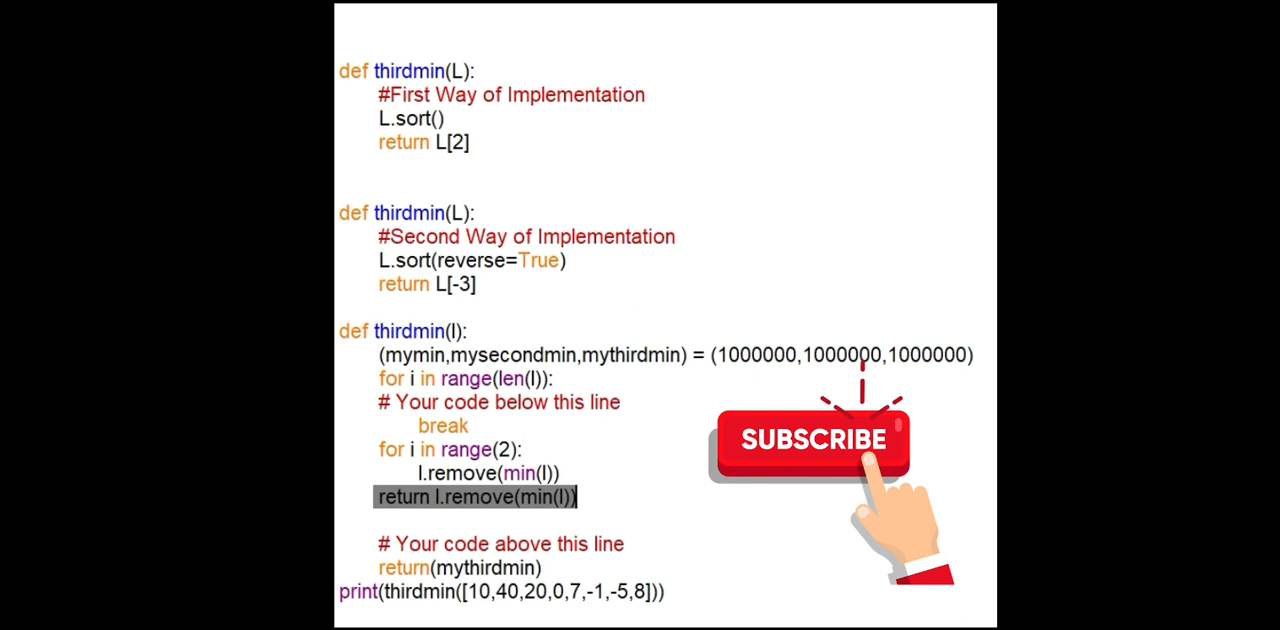 def thirdmin(L):
#First Way of Implementation
L.sort()
return L[2]
def thirdmin(L):
#Second Way of Implementation
L.sort(reverse=True)
return L[-3]
def thirdmin(l):
(mymin,mysecondmin,mythirdmin) = (1000000,1000000,1000000)
for i in range(len(l)):
# Your code below this line
break
for i in range(2):
l.remove(min(l))
return l.remove(min(l))
# Your code above this line
return(mythirdmin)
print(thirdmin([10,40,20,0,7,-1,-5,8]))
SUBSCRIBE